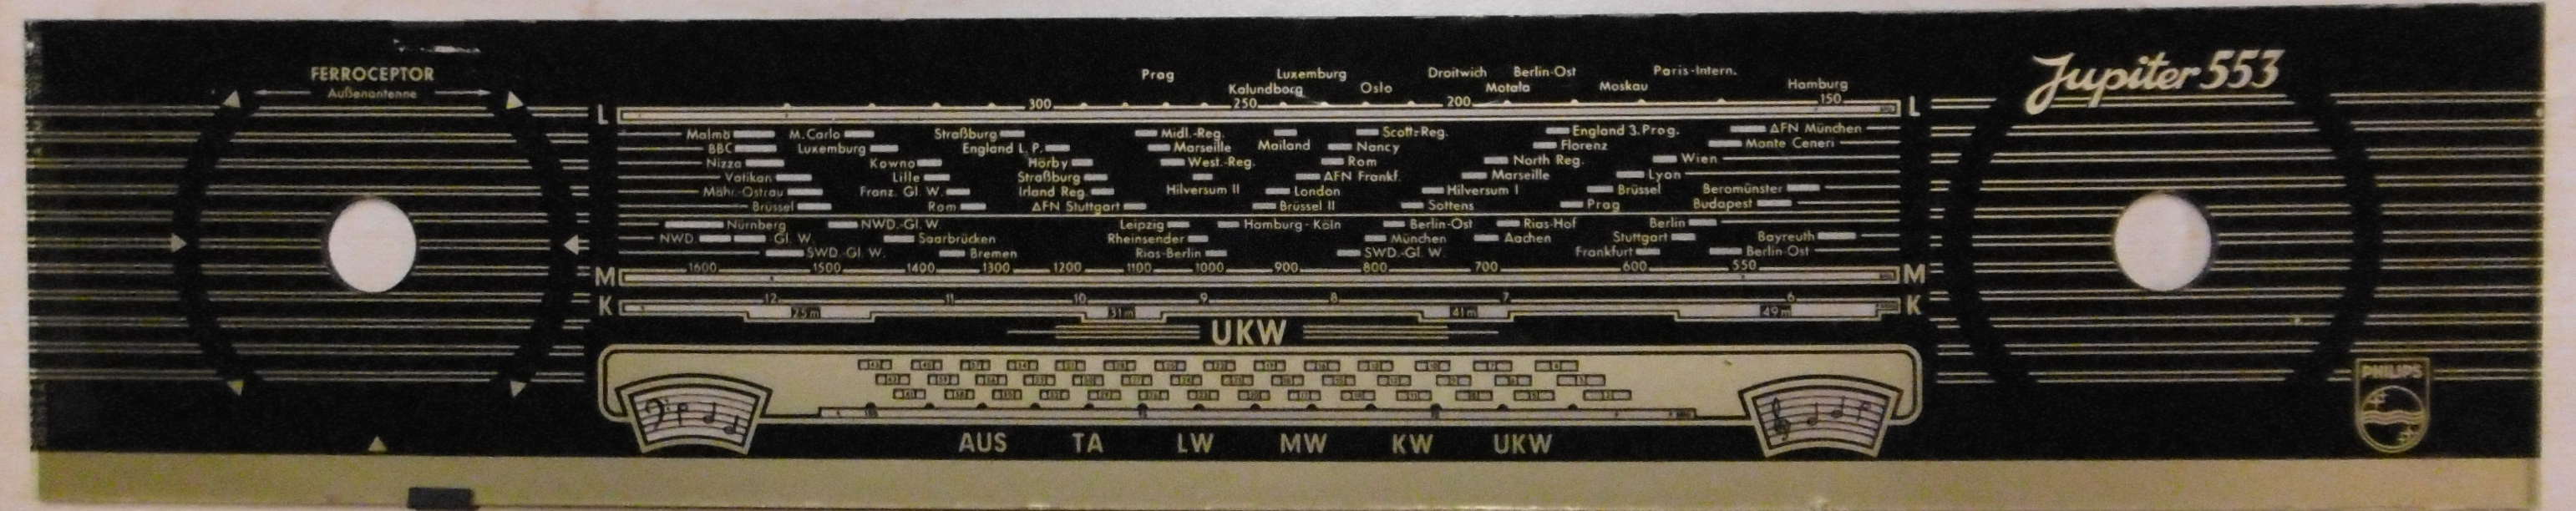 FERROCEPTOR
Außenantenne
Jupiter 553
Prag Luxemburg Droitwich Berlin-Ost Paris-Intern.
Kalundborg Oslo Motala Moskau Hamburg
L 300 250 200 150 L
Malmö M.Carlo Straßburg Midl.-Reg. Scott.-Reg. England 3.Prog. AFN München
BBC Luxemburg England L.P. Marseille Mailand Nancy Florenz Monte Ceneri
Nizza Kowno Hörby West.-Reg. Rom North Reg. Wien
Vatikan Lille Straßburg AFN Frankf. Marseille Lyon
Mähr.-Ostrau Franz. Gl. W. Irland Reg. Hilversum II London Hilversum I Brüssel Beromünster
Brüssel Rom AFN Stuttgart Brüssel II Sottens Prag Budapest
Nürnberg NWD.-Gl. W. Leipzig Hamburg-Köln Berlin-Ost Rias-Hof Berlin
NWD. Gl. W. Saarbrücken Rheinsender München Aachen Stuttgart Bayreuth
SWD.-Gl. W. Bremen Rias-Berlin SWD.-Gl. W. Frankfurt Berlin-Ost
M 1600 1500 1400 1300 1200 1100 1000 900 800 700 600 550 M
K 12 11 10 9 8 7 6 K
25m 31m 41m 49m
UKW
AUS TA LW MW KW UKW
PHILIPS